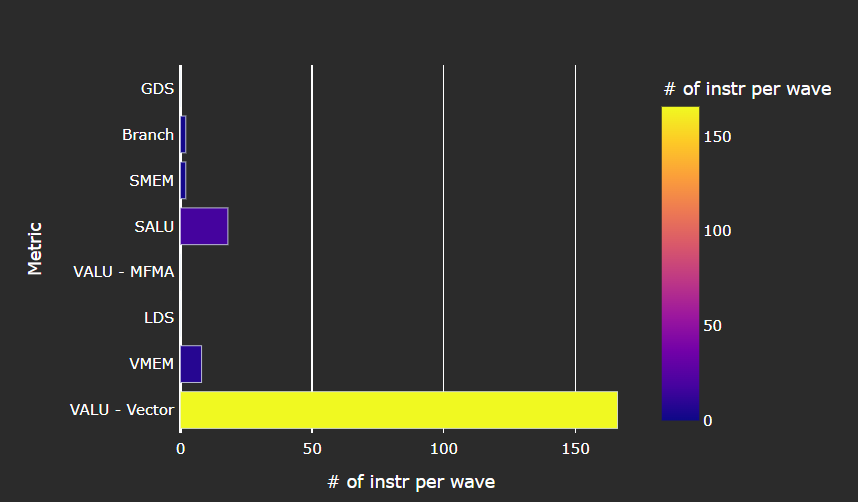 # of instr per wave
GDS
Branch
SMEM
SALU
VALU - MFMA
LDS
VMEM
VALU - Vector
Metric
0
50
100
150
# of instr per wave
150
100
50
0